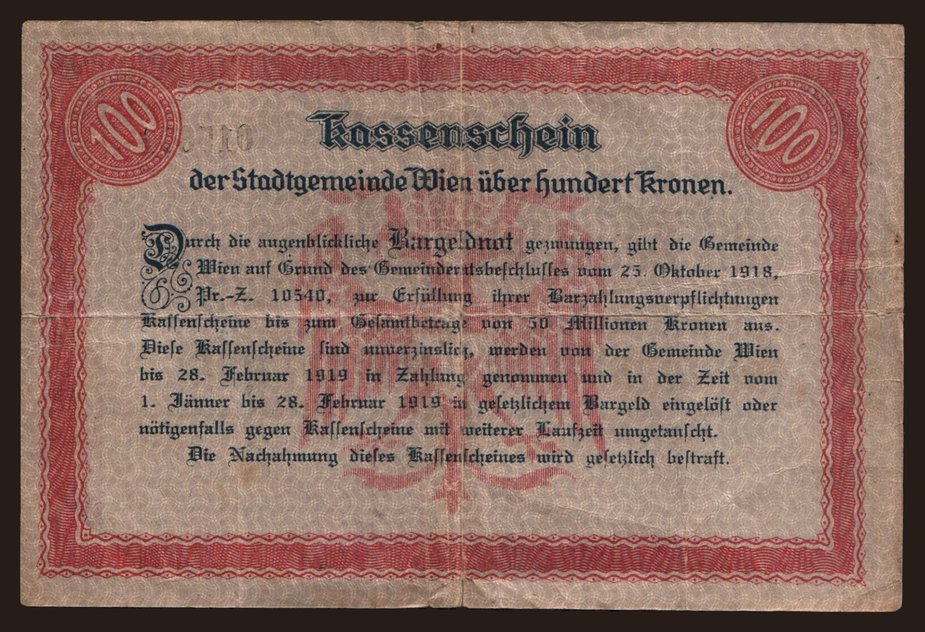 100 100
Kassenschein
der Stadtgemeinde Wien über hundert Kronen.
Durch die augenblickliche Bargeldnot gezwungen, gibt die Gemeinde
Wien auf Grund des Gemeinderatsbeschlusses vom 25. Oktober 1918,
Pr.-Z. 10540, zur Erfüllung ihrer Barzahlungsverpflichtungen
Kassenscheine bis zum Gesamtbetrage von 50 Millionen Kronen aus.
Diese Kassenscheine sind unverzinslich, werden von der Gemeinde Wien
bis 28. Februar 1919 in Zahlung genommen und in der Zeit vom
1. Jänner bis 28. Februar 1919 in gesetzlichem Bargeld eingelöst oder
nötigenfalls gegen Kassenscheine mit weiterer Laufzeit umgetauscht.
Die Nachahmung dieses Kassenscheines wird gesetzlich bestraft.